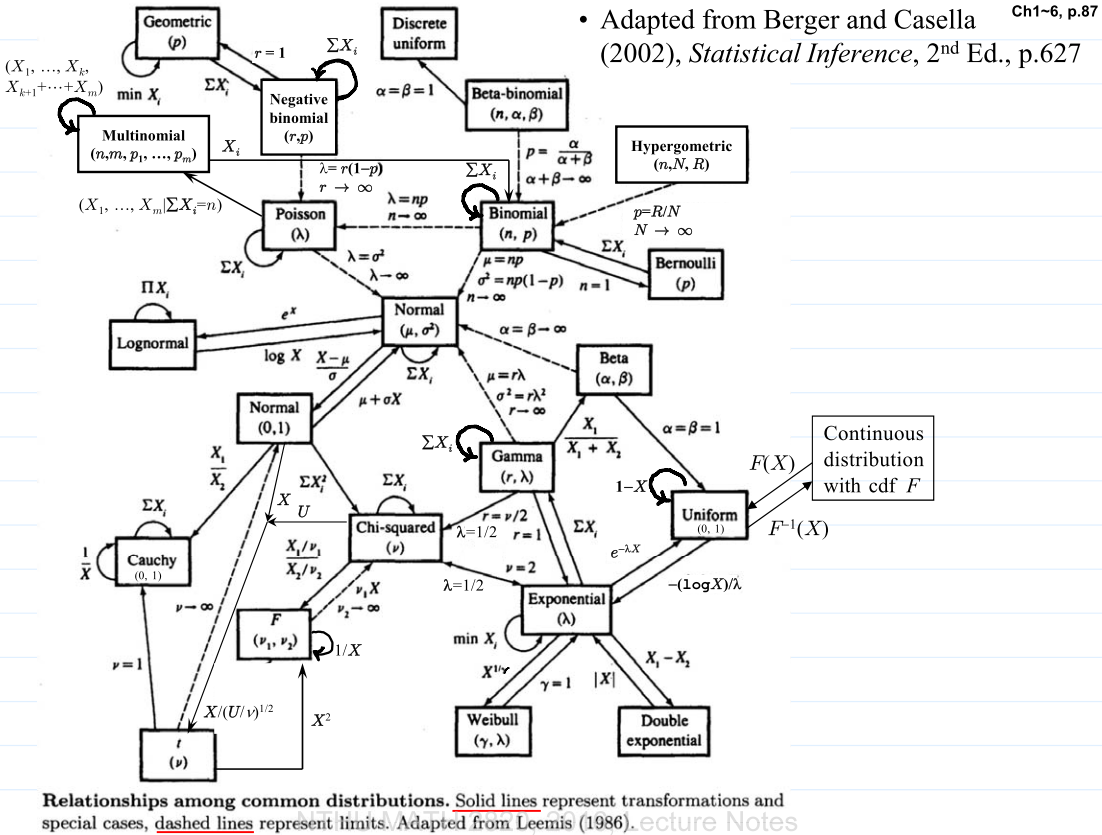 Ch1~6, p.87
• Adapted from Berger and Casella
(2002), Statistical Inference, 2nd Ed., p.627
Geometric
(p)
min Xi
r = 1
ΣXi
ΣXi
Negative
binomial
(r,p)
Discrete
uniform
α=β=1
Beta-binomial
(n, α, β)
(X1, …, Xk,
Xk+1+⋯+Xm)
Multinomial
(n,m, p1, …, pm)
Xi
p = α/(α+β)
α+β→∞
Hypergometric
(n,N, R)
λ= r(1−p)
r → ∞
ΣXi
(X1, …, Xm|ΣXi=n)
Poisson
(λ)
ΣXi
λ=np
n→∞
Binomial
(n, p)
p=R/N
N → ∞
ΣXi
n=1
Bernoulli
(p)
λ=σ²
λ→∞
μ=np
σ²=np(1−p)
n→∞
ΠXi
Lognormal
e^X
log X
Normal
(μ, σ²)
ΣXi
α=β→∞
Beta
(α, β)
X−μ/σ
μ+σX
μ=rλ
σ²=rλ²
r→∞
Normal
(0,1)
X1/(X1 + X2)
α=β=1
ΣXi
Gamma
(r, λ)
Continuous
distribution
with cdf F
F(X)
F⁻¹(X)
1−X
Uniform
(0, 1)
X1/X2
ΣXi²
ΣXi
X
U
Chi-squared
(ν)
r=ν/2
λ=1/2
r=1
ΣXi
ΣXi
1/X
Cauchy
(0, 1)
X1/ν1
X2/ν2
ν1X
ν2→∞
ν=2
λ=1/2
e^−λX
−(logX)/λ
Exponential
(λ)
min Xi
ν→∞
F
(ν1, ν2)
1/X
X^1/γ
γ=1
|X|
X1−X2
ν=1
X/(U/ν)^1/2
X²
Weibull
(γ, λ)
Double
exponential
t
(ν)
Relationships among common distributions. Solid lines represent transformations and
special cases, dashed lines represent limits. Adapted from Leemis (1986).
NTHU MATH 2820, 2019, Lecture Notes